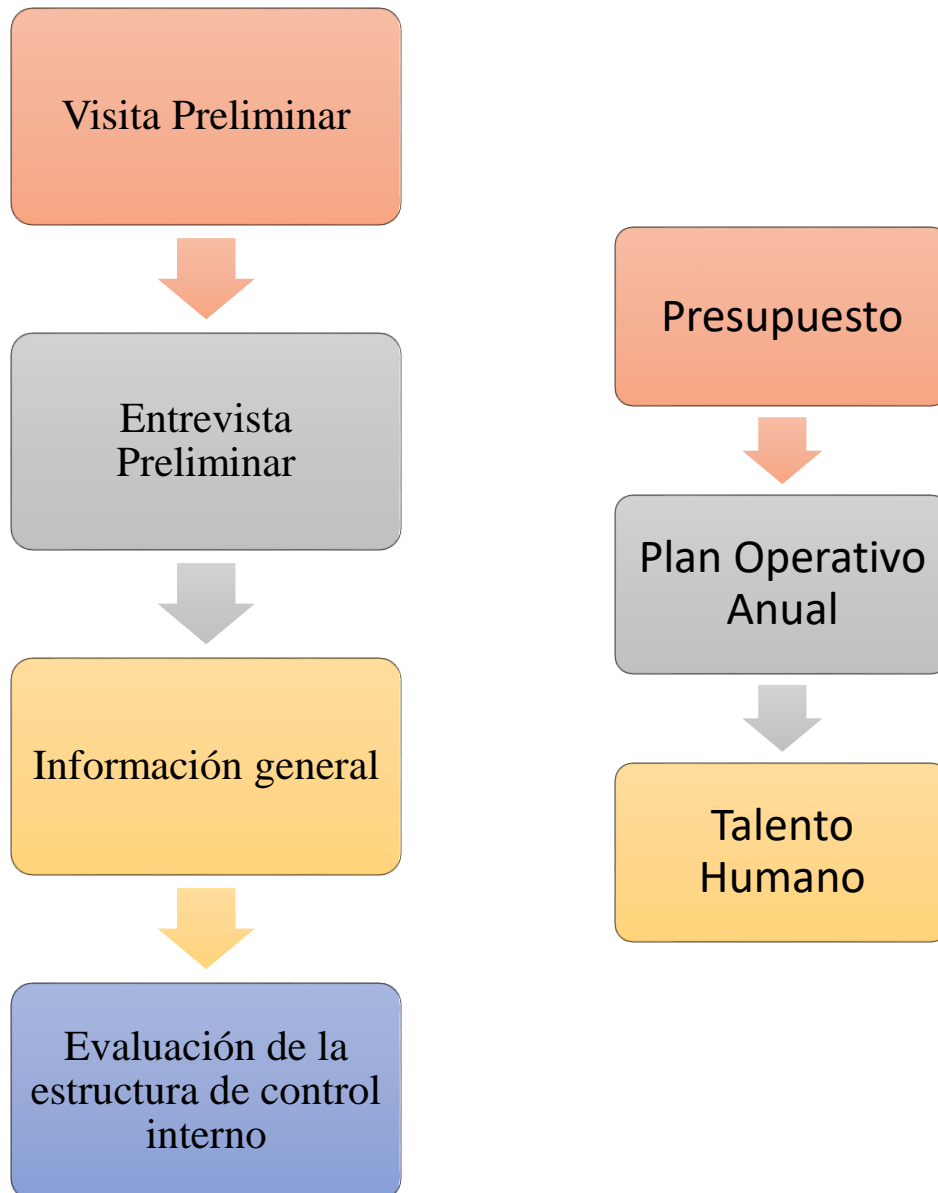 Visita Preliminar
Entrevista
Preliminar
Información general
Evaluación de la
estructura de control
interno
Presupuesto
Plan Operativo
Anual
Talento
Humano